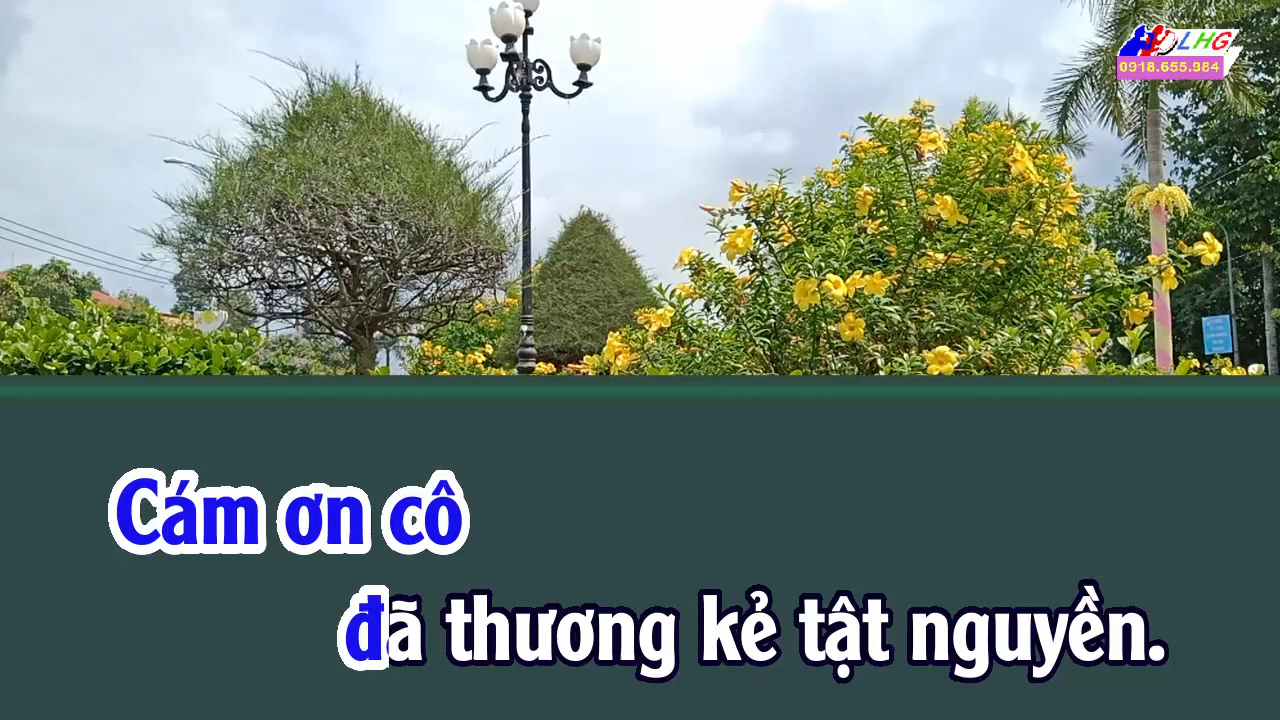 LHG
0918.655.984
Cám ơn cô
đã thương kẻ tật nguyền.